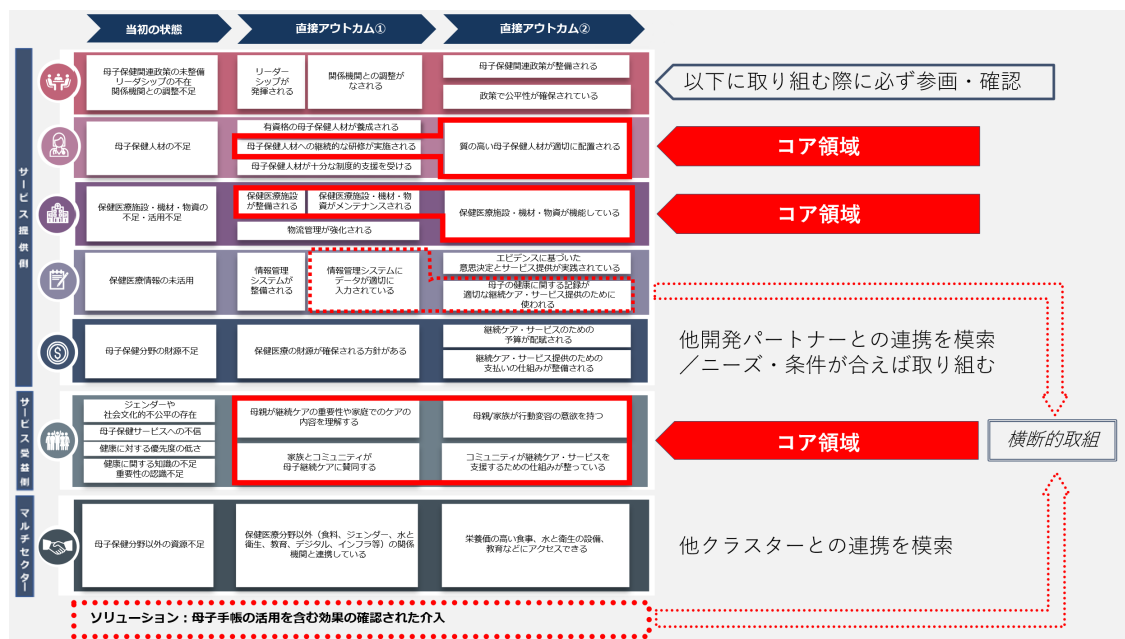 当初の状態
直接アウトカム①
直接アウトカム②
サービス提供側
母子保健関連政策の未整備
リーダシップの不在
関係機関との調整不足
リーダー
シップが
発揮される
関係機関との調整が
なされる
母子保健関連政策が整備される
政策で公平性が確保されている
以下に取り組む際に必ず参画・確認
母子保健人材の不足
有資格の母子保健人材が養成される
母子保健人材への継続的な研修が実施される
母子保健人材が十分な制度的支援を受ける
質の高い母子保健人材が適切に配置される
コア領域
保健医療施設・機材・物資の
不足・活用不足
保健医療施設
が整備される
保健医療施設・機材・物
資がメンテナンスされる
物流管理が強化される
保健医療施設・機材・物資が機能している
コア領域
保健医療情報の未活用
情報管理
システムが
整備される
情報管理システムに
データが適切に
入力されている
エビデンスに基づいた
意思決定とサービス提供が実践されている
母子の健康に関する記録が
適切な継続ケア・サービス提供のために
使われる
母子保健分野の財源不足
保健医療の財源が確保される方針がある
継続ケア・サービスのための
予算が配賦される
継続ケア・サービス提供のための
支払いの仕組みが整備される
他開発パートナーとの連携を模索
／ニーズ・条件が合えば取り組む
サービス受益側
ジェンダーや
社会文化的不公平の存在
母子保健サービスへの不信
健康に対する優先度の低さ
健康に関する知識の不足
重要性の認識不足
母親が継続ケアの重要性や家庭でのケアの
内容を理解する
家族とコミュニティが
母子継続ケアに賛同する
母親/家族が行動変容の意欲を持つ
コミュニティが継続ケア・サービスを
支援するための仕組みが整っている
コア領域
横断的取組
マルチセクター
母子保健分野以外の資源不足
保健医療分野以外（食料、ジェンダー、水と
衛生、教育、デジタル、インフラ等）の関係
機関と連携している
栄養価の高い食事、水と衛生の設備、
教育などにアクセスできる
他クラスターとの連携を模索
ソリューション：母子手帳の活用を含む効果の確認された介入